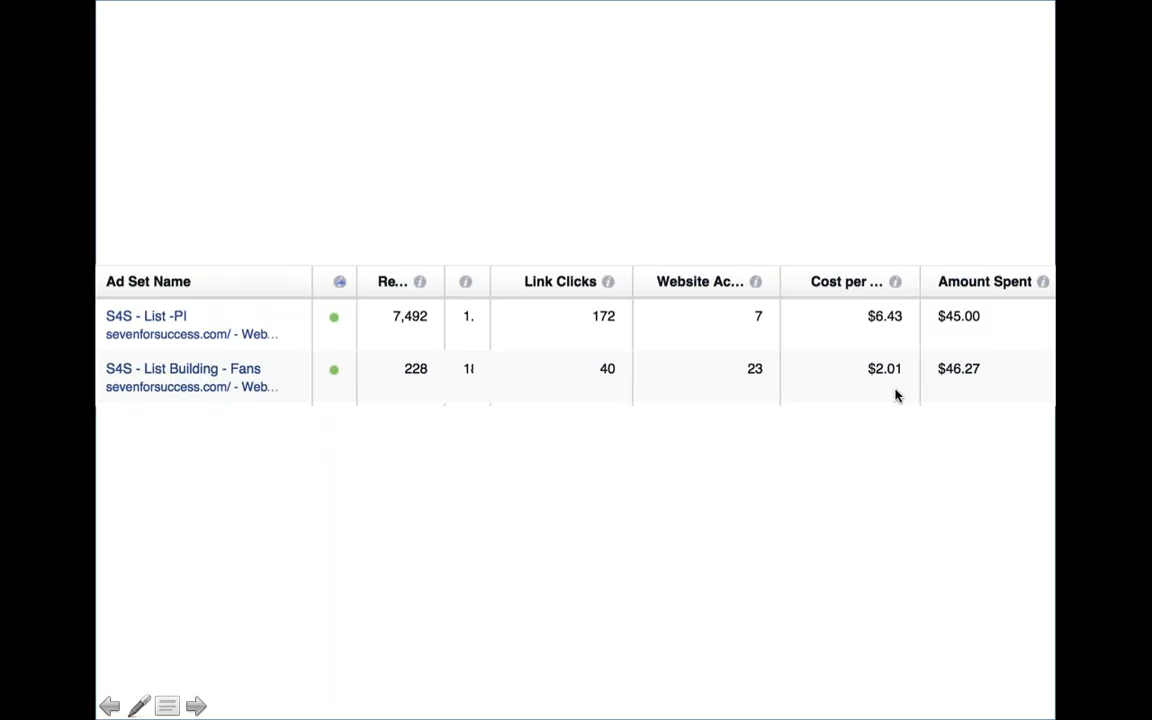 Ad Set Name Re... Link Clicks Website Ac... Cost per ... Amount Spent
S4S - List -PI 7,492 1. 172 7 $6.43 $45.00
sevenforsuccess.com/ - Web...
S4S - List Building - Fans 228 40 23 $2.01 $46.27
sevenforsuccess.com/ - Web...